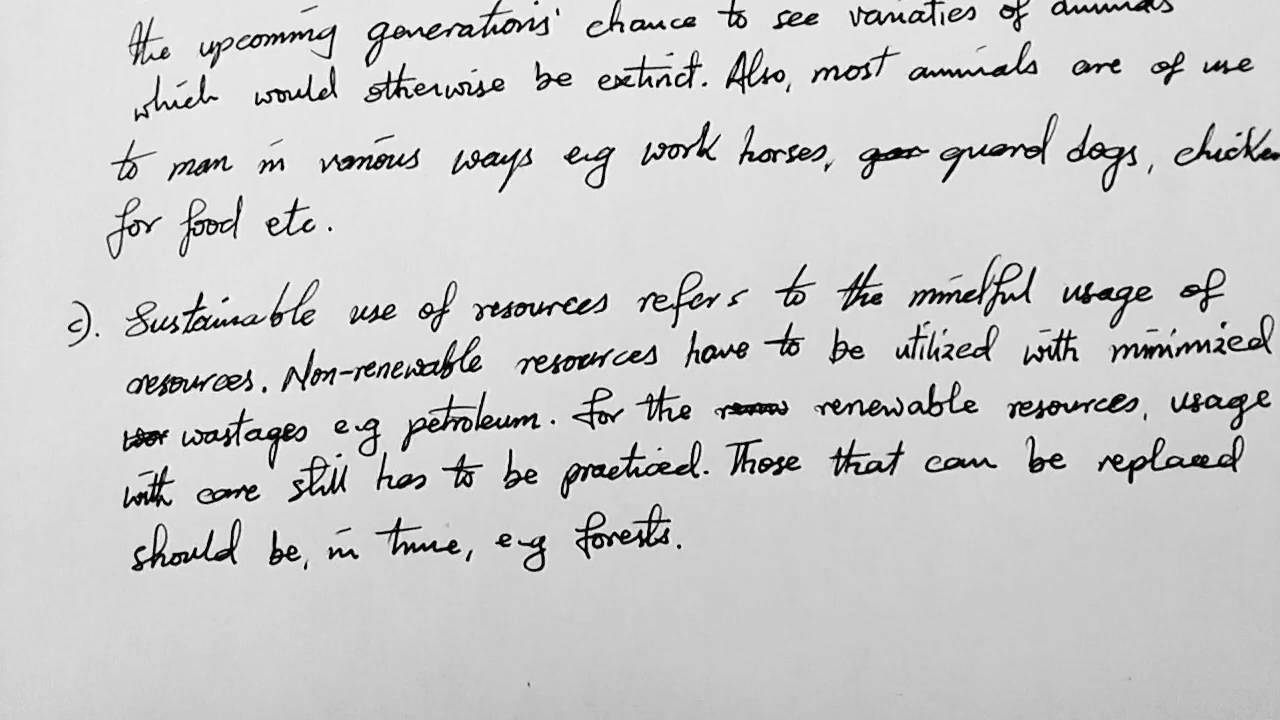 the upcoming generations' chance to see variaties of animals
which would otherwise be extinct. Also, most animals are of use
to man in various ways e.g work horses, guard dogs, chicken
for food etc.
c). Sustainable use of resources refers to the mindful usage of
resources. Non-renewable resources have to be utilized with minimized
wastages e.g petroleum. For the renewable resources, usage
with care still has to be practiced. Those that can be replaced
should be, in time, e.g forests.